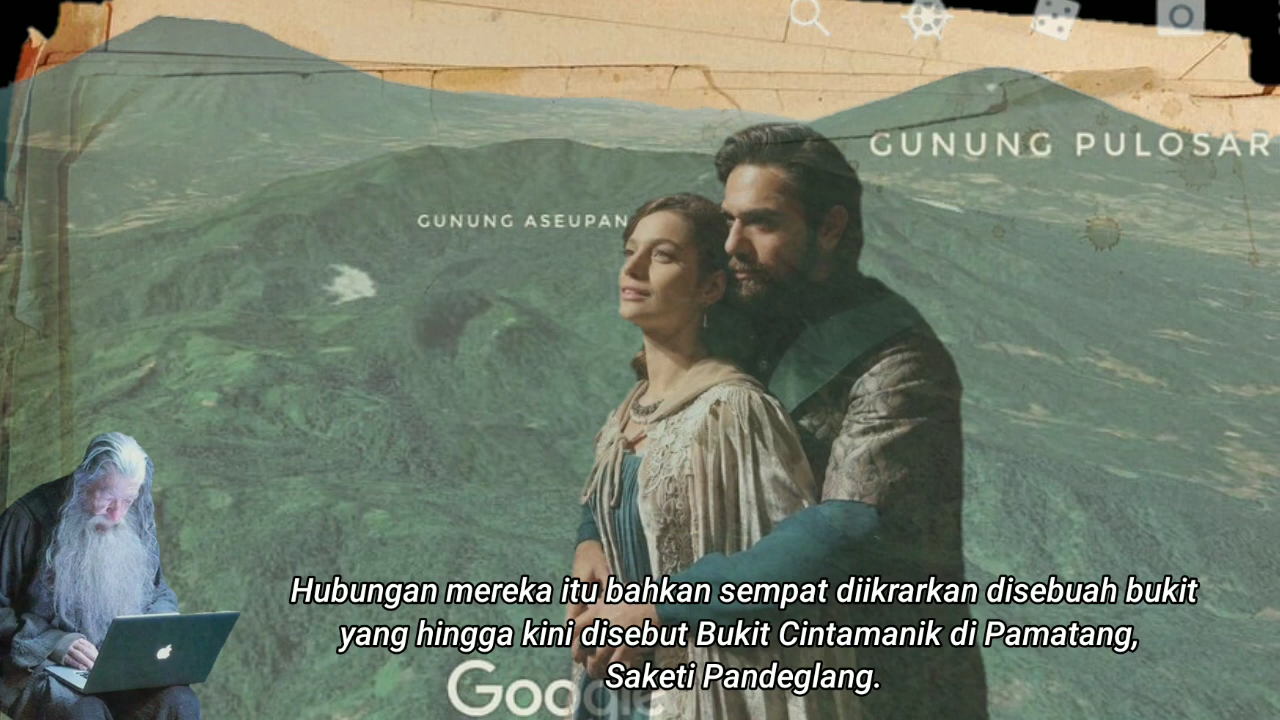 GUNUNG PULOSAR
GUNUNG ASEUPAN
Hubungan mereka itu bahkan sempat diikrarkan disebuah bukit
yang hingga kini disebut Bukit Cintamanik di Pamatang,
Saketi Pandeglang.
Google